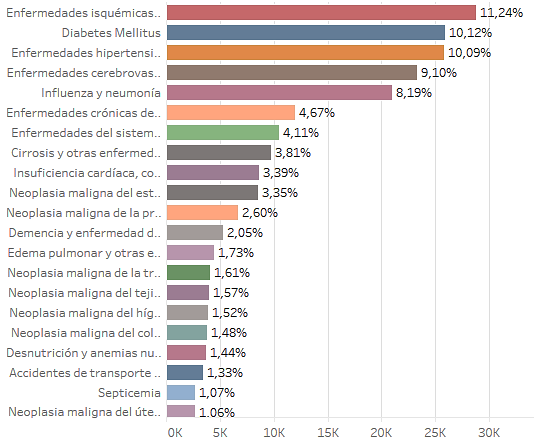 Enfermedades isquémicas.. 11,24%
Diabetes Mellitus 10,12%
Enfermedades hipertensi.. 10,09%
Enfermedades cerebrovas.. 9,10%
Influenza y neumonía 8,19%
Enfermedades crónicas de.. 4,67%
Enfermedades del sistem.. 4,11%
Cirrosis y otras enfermed.. 3,81%
Insuficiencia cardíaca, co.. 3,39%
Neoplasia maligna del est.. 3,35%
Neoplasia maligna de la pr.. 2,60%
Demencia y enfermedad d.. 2,05%
Edema pulmonar y otras e.. 1,73%
Neoplasia maligna de la tr.. 1,61%
Neoplasia maligna del teji.. 1,57%
Neoplasia maligna del híg.. 1,52%
Neoplasia maligna del col.. 1,48%
Desnutrición y anemias nu.. 1,44%
Accidentes de transporte .. 1,33%
Septicemia 1,07%
Neoplasia maligna del úte.. 1.06%
0K 5K 10K 15K 20K 25K 30K